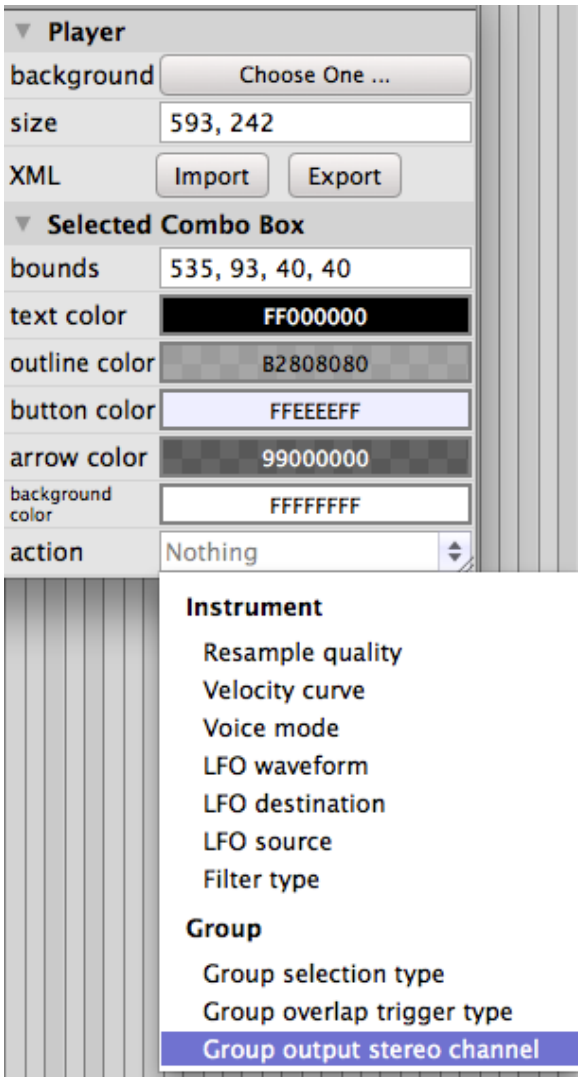 Player
background Choose One ...
size 593, 242
XML Import Export
Selected Combo Box
bounds 535, 93, 40, 40
text color FF000000
outline color B2808080
button color FFEEEEFF
arrow color 99000000
background
color FFFFFFFF
action Nothing
Instrument
Resample quality
Velocity curve
Voice mode
LFO waveform
LFO destination
LFO source
Filter type
Group
Group selection type
Group overlap trigger type
Group output stereo channel